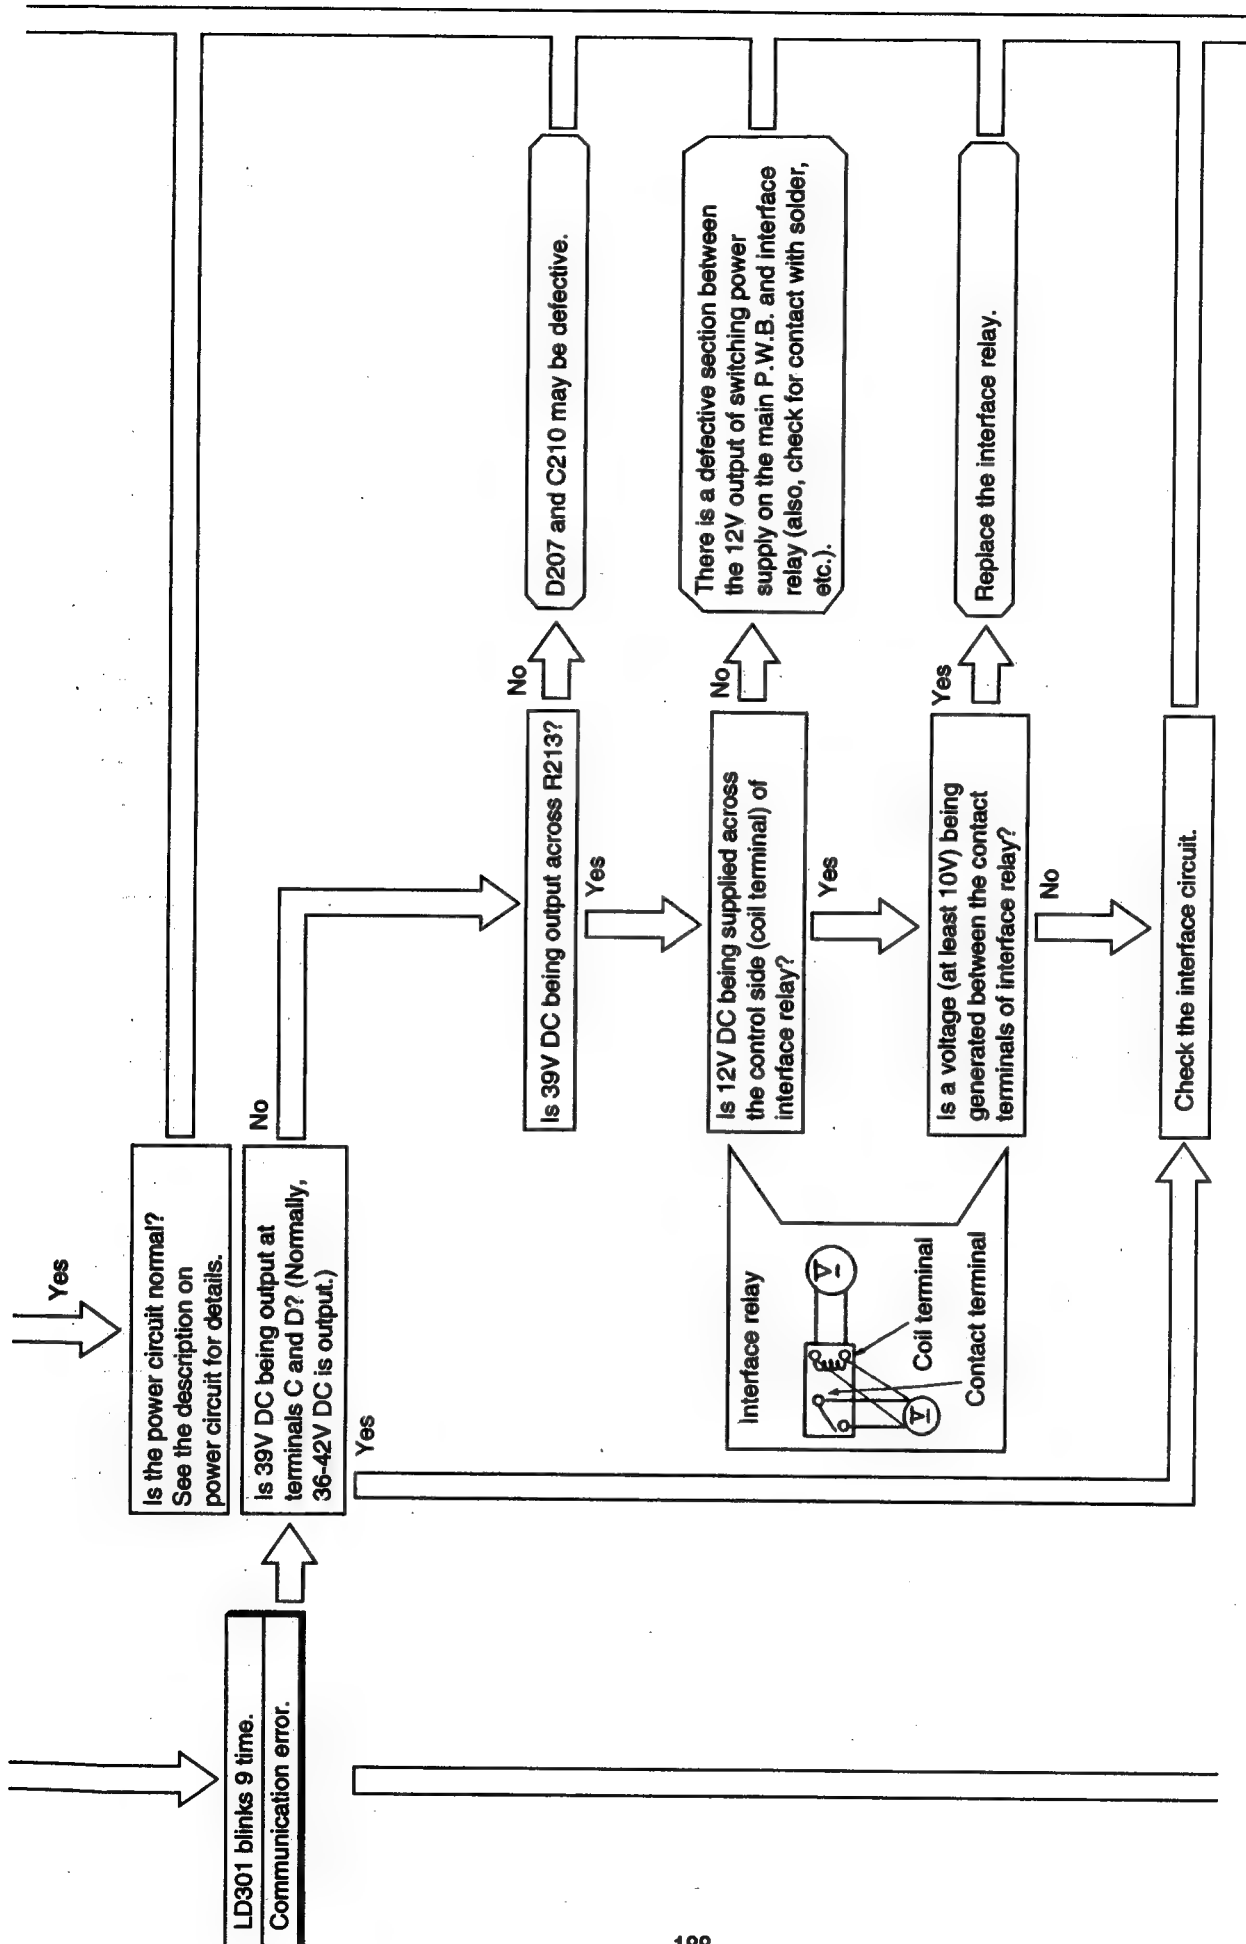 Yes
Is the power circuit normal?
See the description on
power circuit for details.
LD301 blinks 9 time.
Communication error.
Is 39V DC being output at
terminals C and D? (Normally,
36-42V DC is output.)
No
Yes
Is 39V DC being output across R213?
No
D207 and C210 may be defective.
Yes
Interface relay
V
V
Coil terminal
Contact terminal
Is 12V DC being supplied across
the control side (coil terminal) of
interface relay?
No
There is a defective section between
the 12V output of switching power
supply on the main P.W.B. and interface
relay (also, check for contact with solder,
etc.).
Yes
Is a voltage (at least 10V) being
generated between the contact
terminals of interface relay?
Yes
Replace the interface relay.
No
Check the interface circuit.